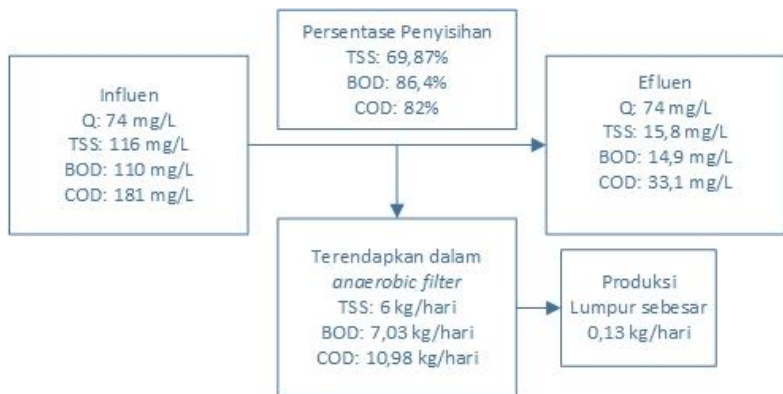 Persentase Penyisihan
TSS: 69,87%
BOD: 86,4%
COD: 82%
Influen
Q: 74 mg/L
TSS: 116 mg/L
BOD: 110 mg/L
COD: 181 mg/L
Efluen
Q: 74 mg/L
TSS: 15,8 mg/L
BOD: 14,9 mg/L
COD: 33,1 mg/L
Terendapkan dalam
anaerobic filter
TSS: 6 kg/hari
BOD: 7,03 kg/hari
COD: 10,98 kg/hari
Produksi
Lumpur sebesar
0,13 kg/hari